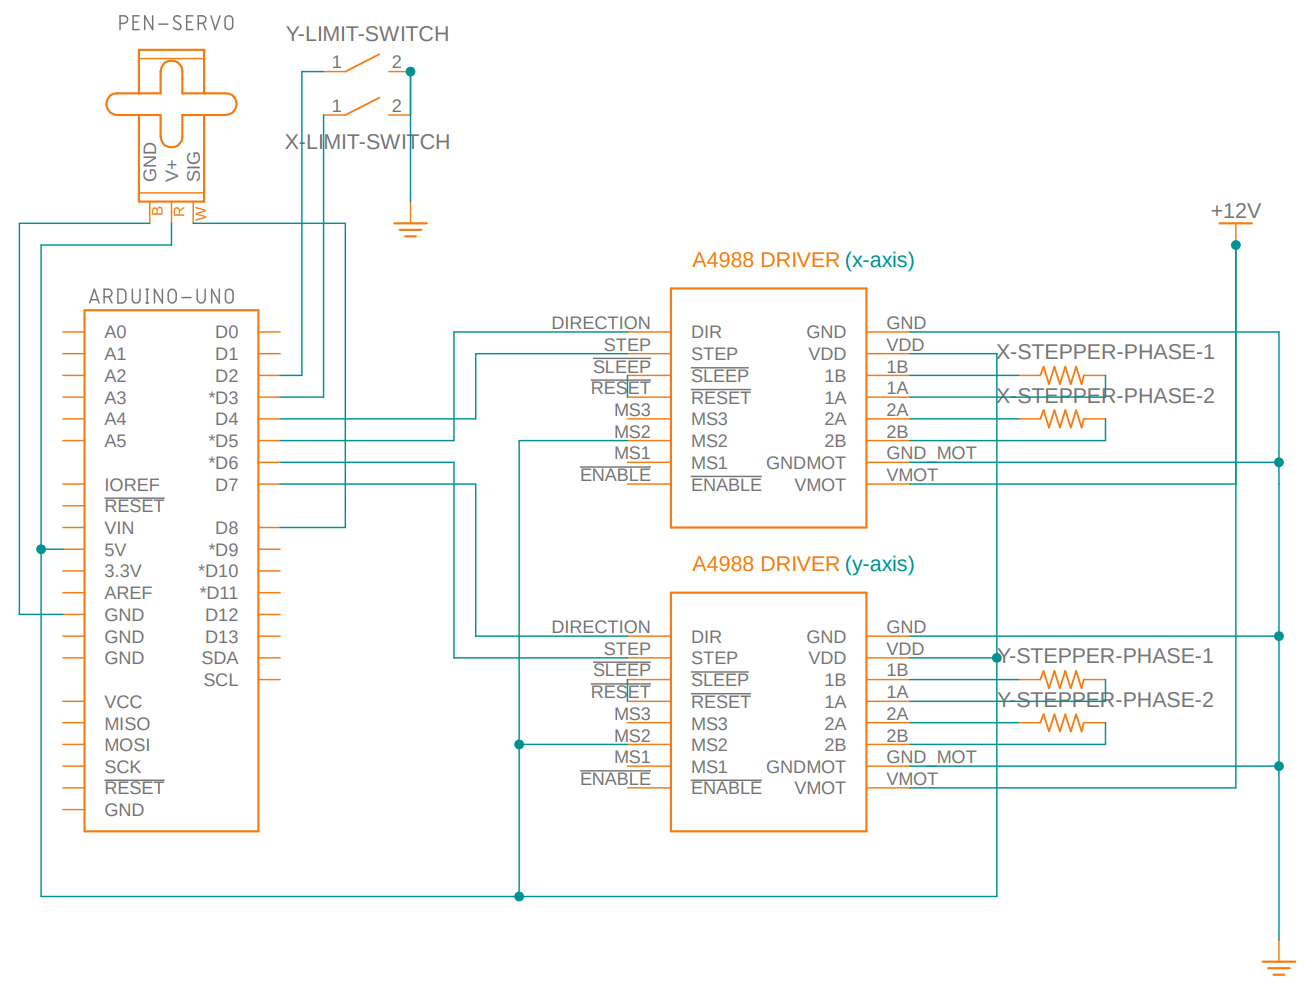 PEN-SERVO
GND
V+
SIG
B
R
W
Y-LIMIT-SWITCH
1 2
1 2
X-LIMIT-SWITCH
+12V
ARDUINO-UNO
A0 D0
A1 D1
A2 D2
A3 *D3
A4 D4
A5 *D5
*D6
IOREF D7
RESET
VIN D8
5V *D9
3.3V *D10
AREF *D11
GND D12
GND D13
GND SDA
SCL
VCC
MISO
MOSI
SCK
RESET
GND
A4988 DRIVER (x-axis)
DIRECTION DIR GND GND
STEP STEP VDD VDD
SLEEP SLEEP 1B 1B
RESET RESET 1A 1A
MS3 MS3 2A 2A
MS2 MS2 2B 2B
MS1 MS1 GNDMOT GND_MOT
ENABLE ENABLE VMOT VMOT
X-STEPPER-PHASE-1
X-STEPPER-PHASE-2
A4988 DRIVER (y-axis)
DIRECTION DIR GND GND
STEP STEP VDD VDD
SLEEP SLEEP 1B 1B
RESET RESET 1A 1A
MS3 MS3 2A 2A
MS2 MS2 2B 2B
MS1 MS1 GNDMOT GND_MOT
ENABLE ENABLE VMOT VMOT
Y-STEPPER-PHASE-1
Y-STEPPER-PHASE-2